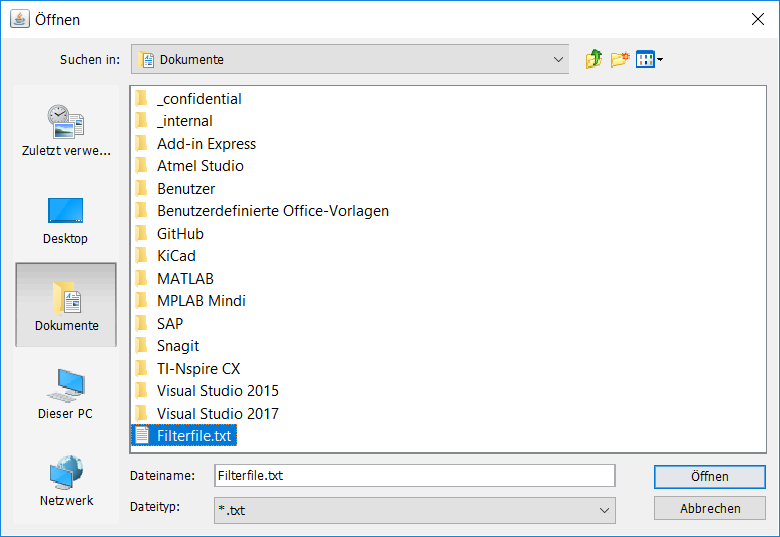 Öffnen
Suchen in: Dokumente
Zuletzt verwe...
Desktop
Dokumente
Dieser PC
Netzwerk
_confidential
_internal
Add-in Express
Atmel Studio
Benutzer
Benutzerdefinierte Office-Vorlagen
GitHub
KiCad
MATLAB
MPLAB Mindi
SAP
Snagit
TI-Nspire CX
Visual Studio 2015
Visual Studio 2017
Filterfile.txt
Dateiname: Filterfile.txt Öffnen
Dateityp: *.txt Abbrechen